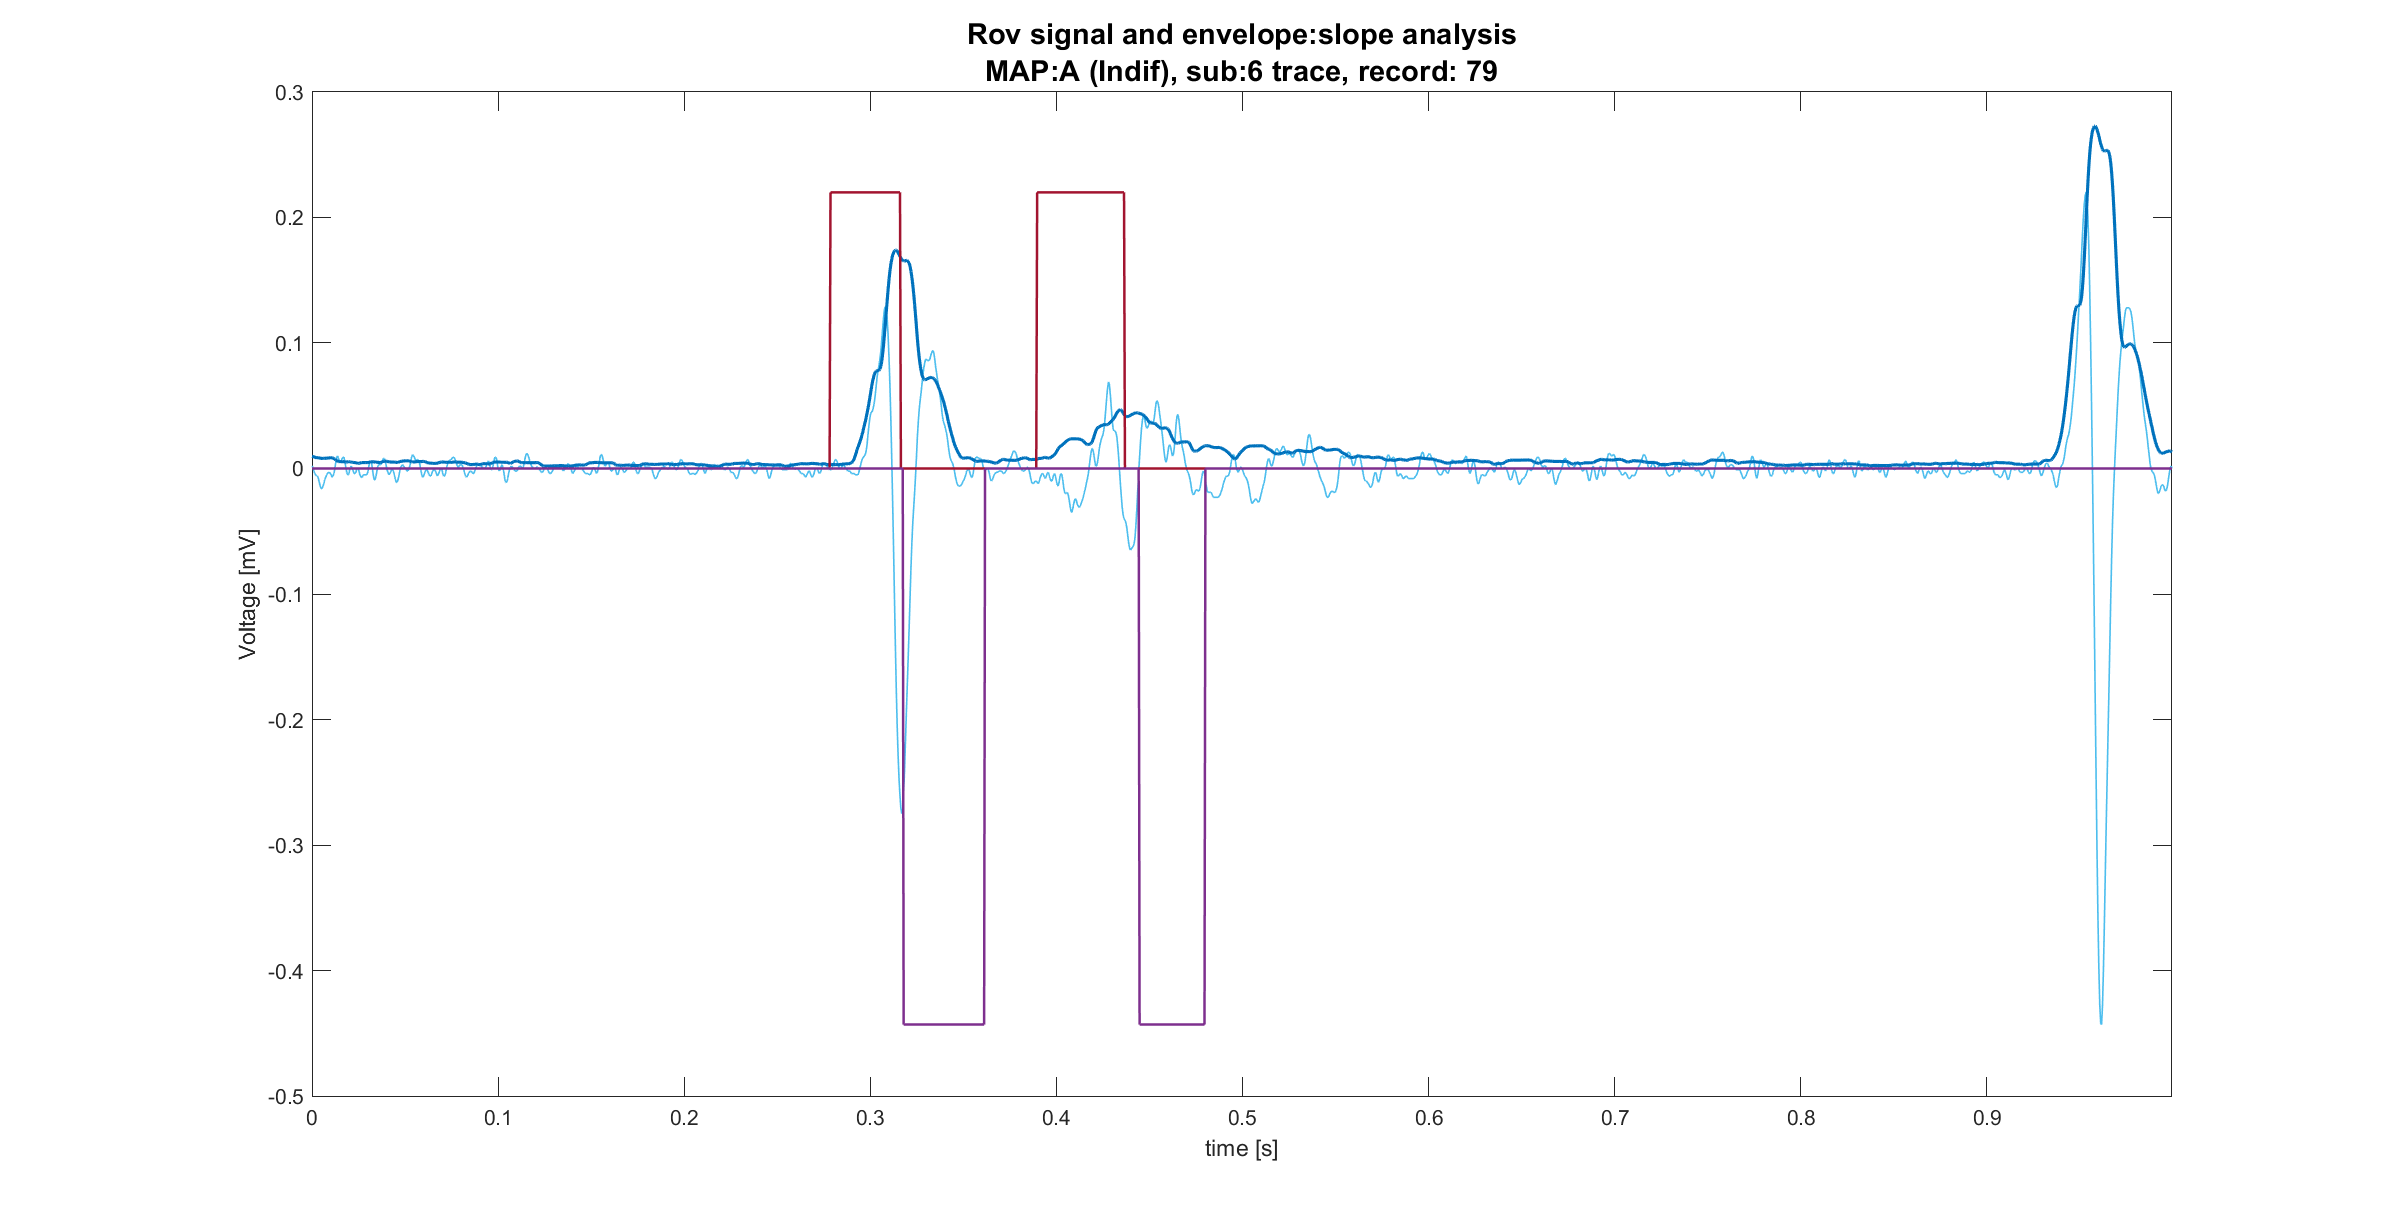 Rov signal and envelope:slope analysis
MAP:A (Indif), sub:6 trace, record: 79
0.3
0.2
0.1
0
-0.1
-0.2
-0.3
-0.4
-0.5
Voltage [mV]
0 0.1 0.2 0.3 0.4 0.5 0.6 0.7 0.8 0.9
time [s]